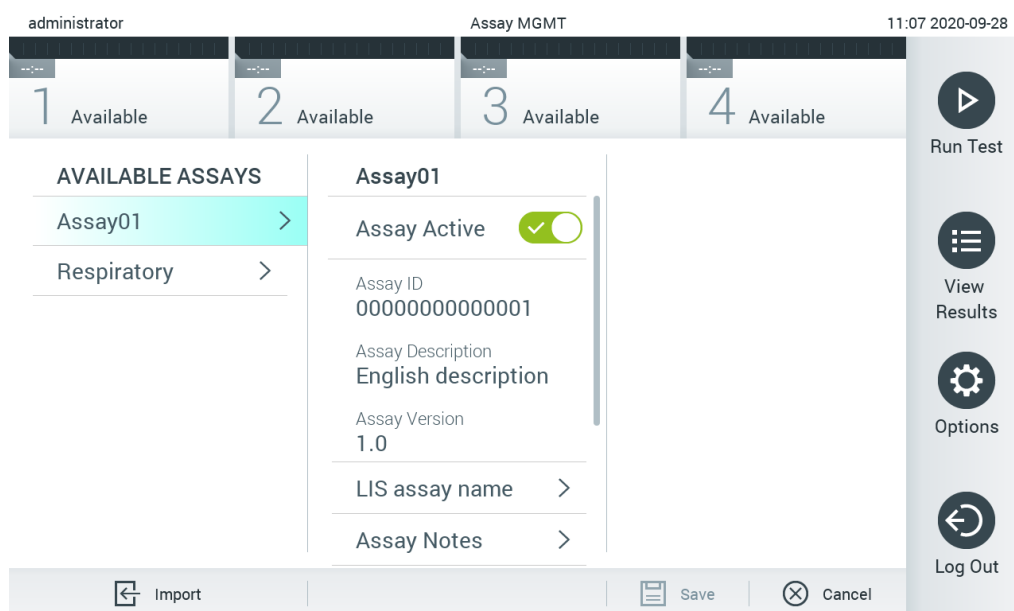 administrator Assay MGMT 11:07 2020-09-28
--:-- --:-- --:-- --:--
1 Available 2 Available 3 Available 4 Available
Run Test
AVAILABLE ASSAYS
Assay01
Respiratory
Assay01
Assay Active
Assay ID
00000000000001
Assay Description
English description
Assay Version
1.0
LIS assay name
Assay Notes
View
Results
Options
Log Out
Import Save Cancel